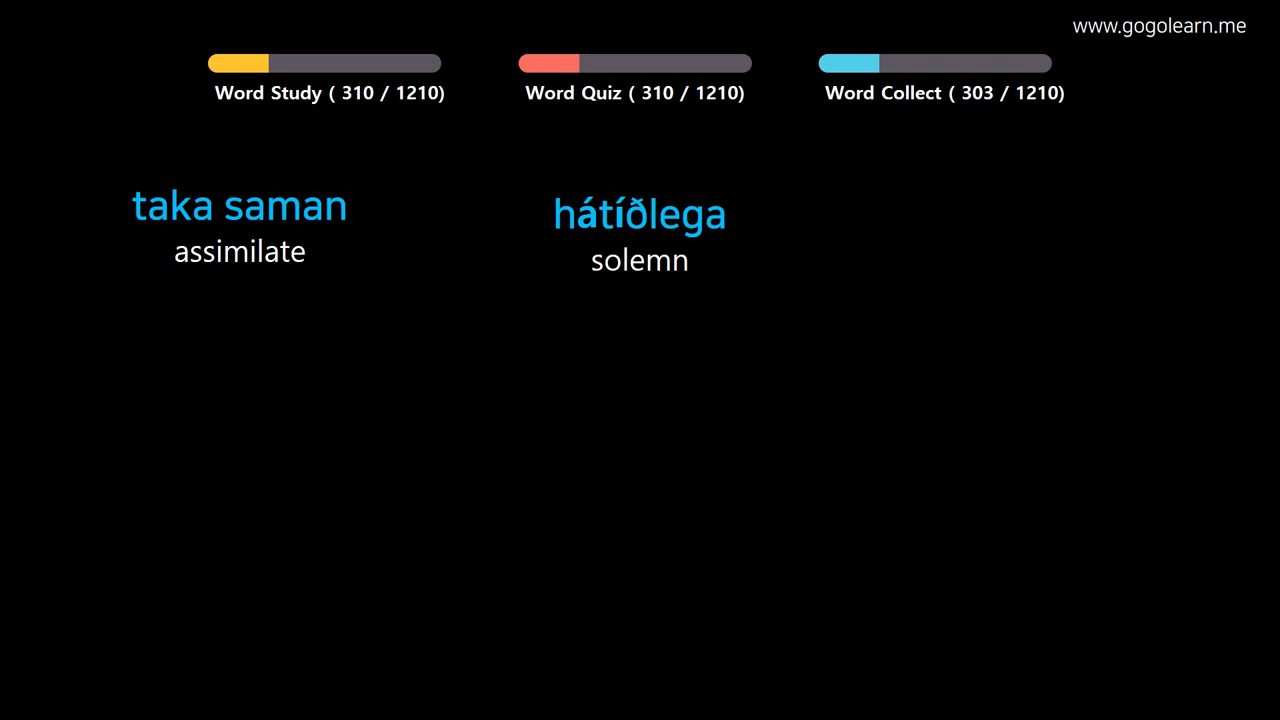 www.gogolearn.me
Word Study ( 310 / 1210)
Word Quiz ( 310 / 1210)
Word Collect ( 303 / 1210)
taka saman
assimilate
hátíðlega
solemn